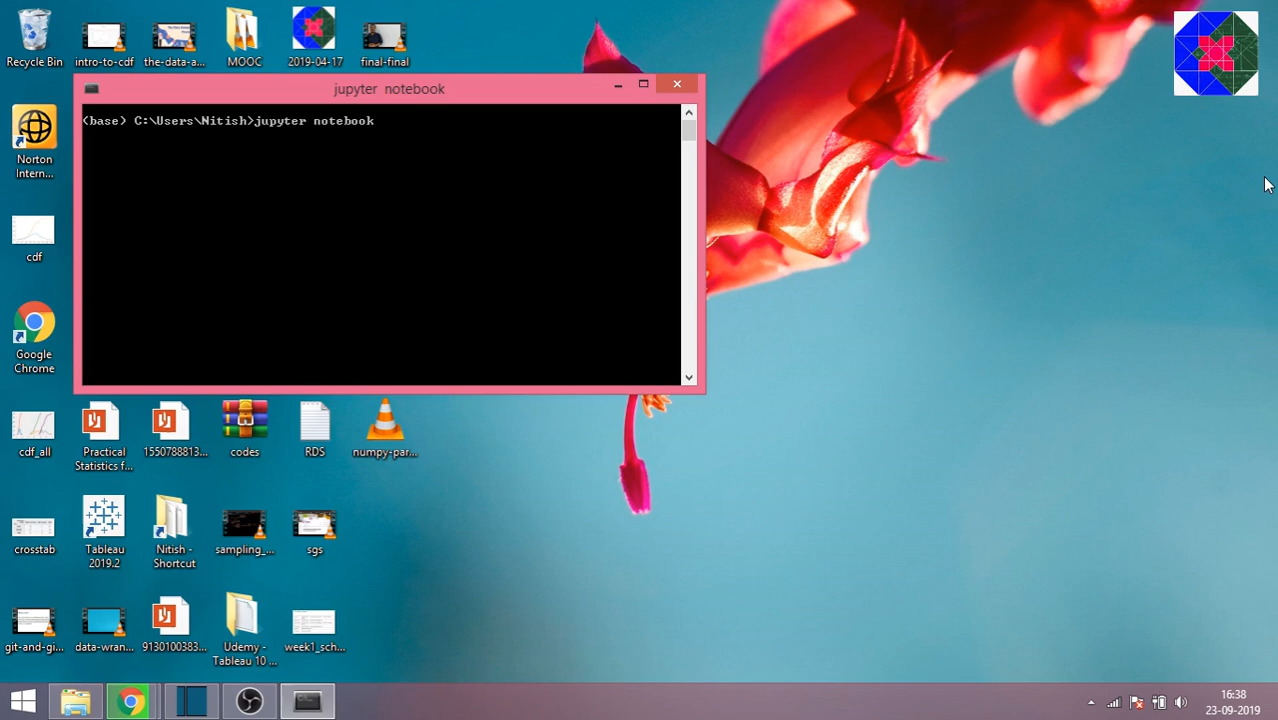 Recycle Bin
intro-to-cdf
the-data-a...
MOOC
2019-04-17
final-final
jupyter notebook
(base) C:\Users\Nitish>jupyter notebook
Norton
Intern...
cdf
Google
Chrome
cdf_all
Practical
Statistics f...
1550788813...
codes
RDS
numpy-par...
crosstab
Tableau
2019.2
Nitish -
Shortcut
sampling_...
sgs
git-and-gi...
data-wran...
9130100383...
Udemy -
Tableau 10 ...
week1_sch...
16:38
23-09-2019